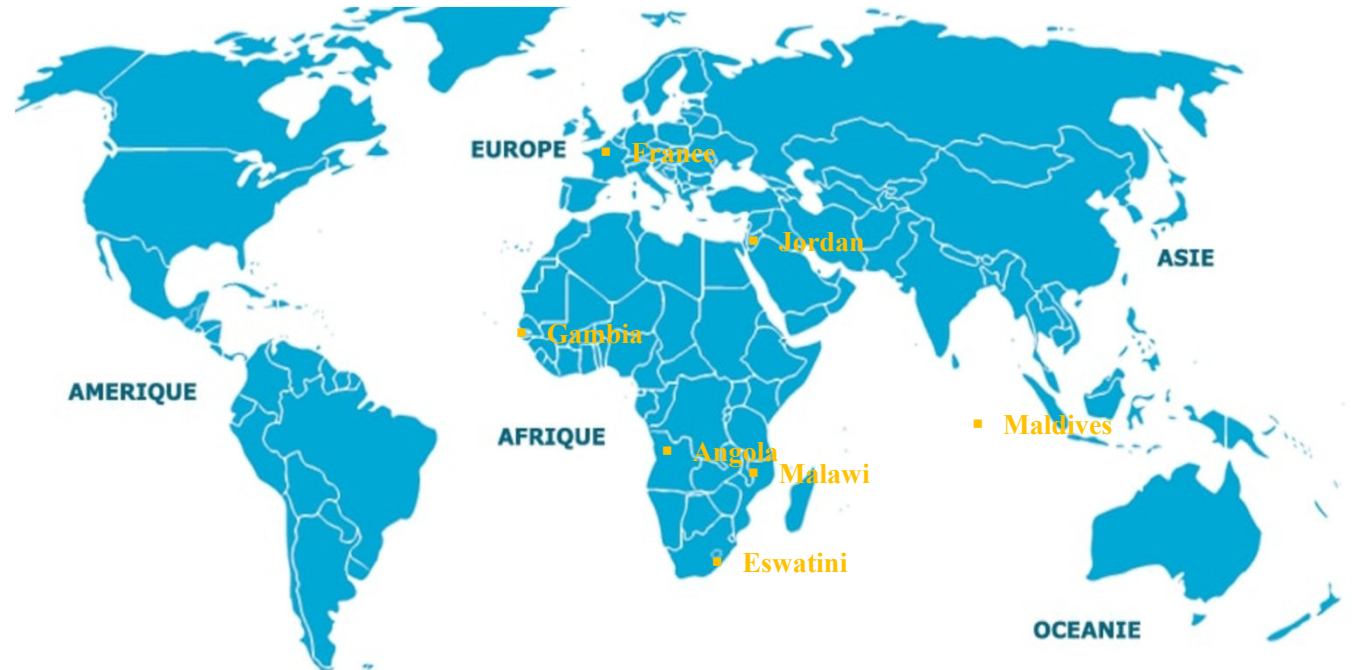 EUROPE
France
Jordan
ASIE
Gambia
AMERIQUE
AFRIQUE
Maldives
Angola
Malawi
Eswatini
OCEANIE